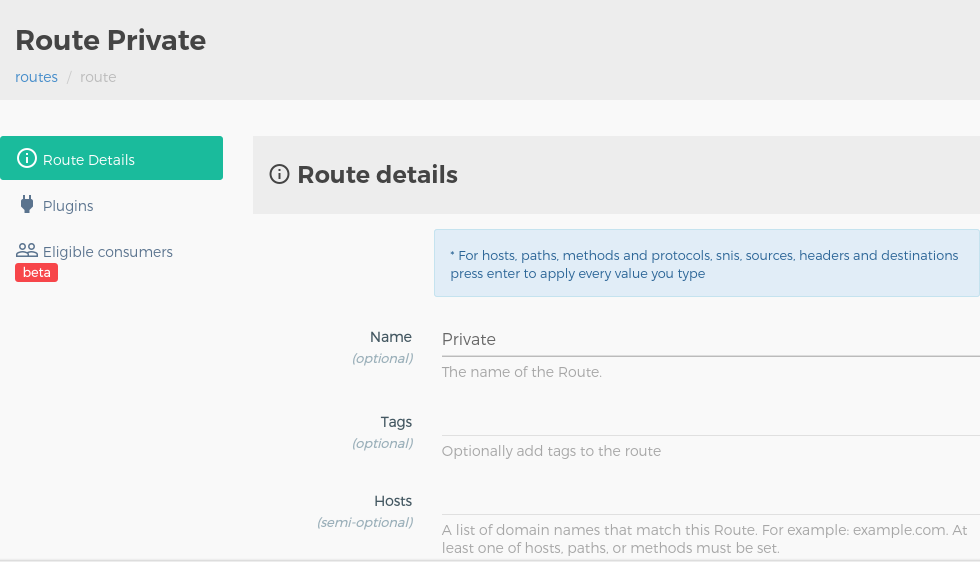 Route Private
routes / route
Route Details
Plugins
Eligible consumers
beta
Route details
* For hosts, paths, methods and protocols, snis, sources, headers and destinations
press enter to apply every value you type
Name
(optional)
Private
The name of the Route.
Tags
(optional)
Optionally add tags to the route
Hosts
(semi-optional)
A list of domain names that match this Route. For example: example.com. At
least one of hosts, paths, or methods must be set.